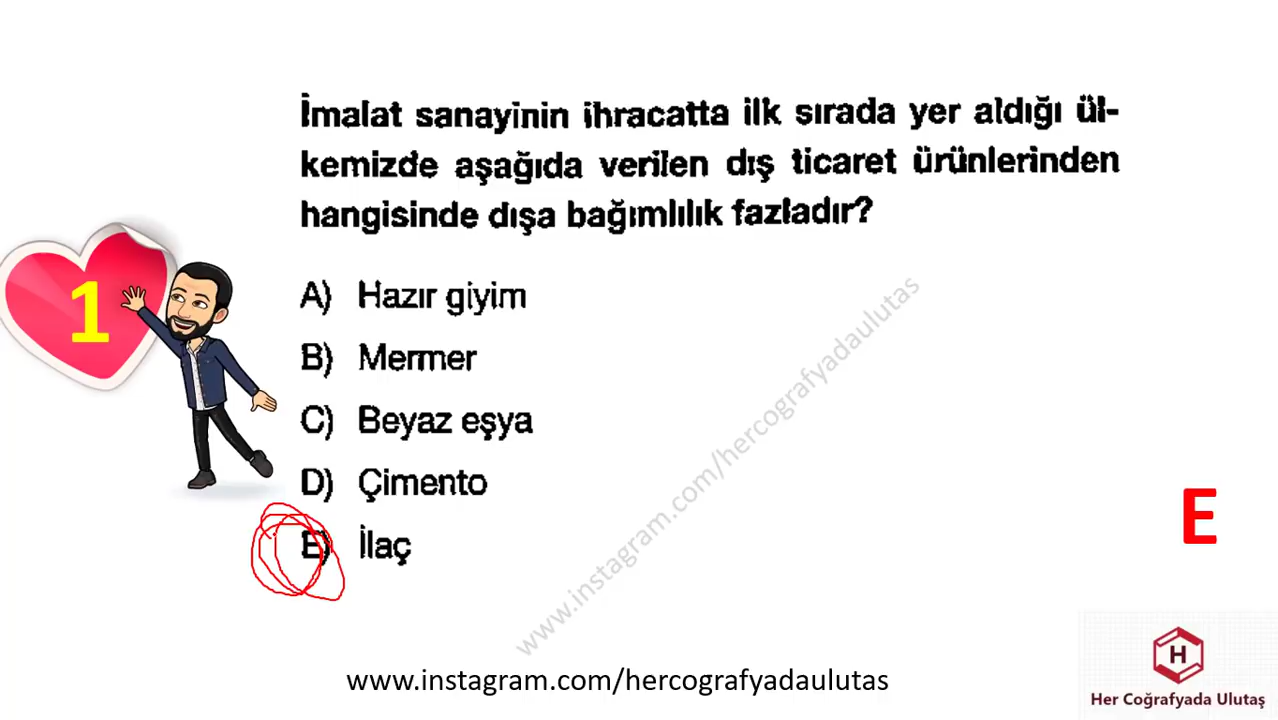 İmalat sanayinin ihracatta ilk sırada yer aldığı ül-
kemizde aşağıda verilen dış ticaret ürünlerinden
hangisinde dışa bağımlılık fazladır?
1
A) Hazır giyim
B) Mermer
C) Beyaz eşya
D) Çimento
E) İlaç
E
www.instagram.com/hercografyadaulutas
www.instagram.com/hercografyadaulutas
H
Her Coğrafyada Ulutaş